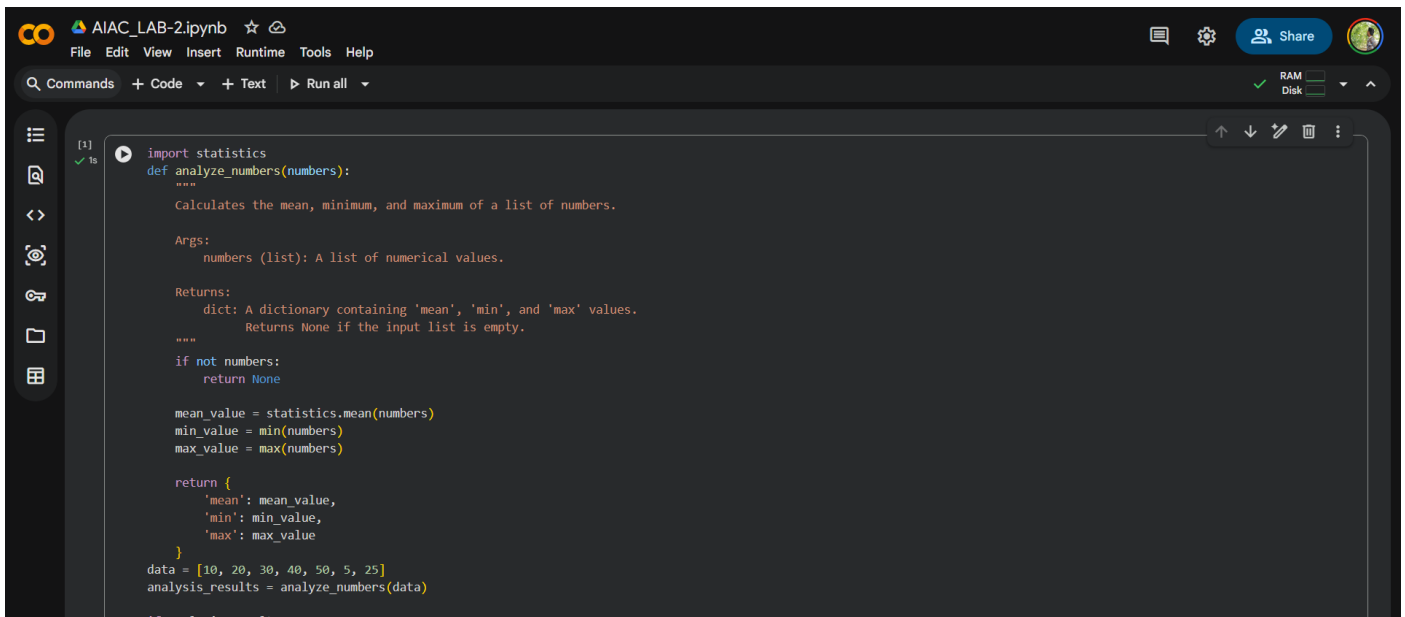 CO AIAC_LAB-2.ipynb
File Edit View Insert Runtime Tools Help
Share
Commands + Code + Text Run all
RAM
Disk
[1]
1s
import statistics
def analyze_numbers(numbers):
"""
Calculates the mean, minimum, and maximum of a list of numbers.
Args:
numbers (list): A list of numerical values.
Returns:
dict: A dictionary containing 'mean', 'min', and 'max' values.
Returns None if the input list is empty.
"""
if not numbers:
return None
mean_value = statistics.mean(numbers)
min_value = min(numbers)
max_value = max(numbers)
return {
'mean': mean_value,
'min': min_value,
'max': max_value
}
data = [10, 20, 30, 40, 50, 5, 25]
analysis_results = analyze_numbers(data)